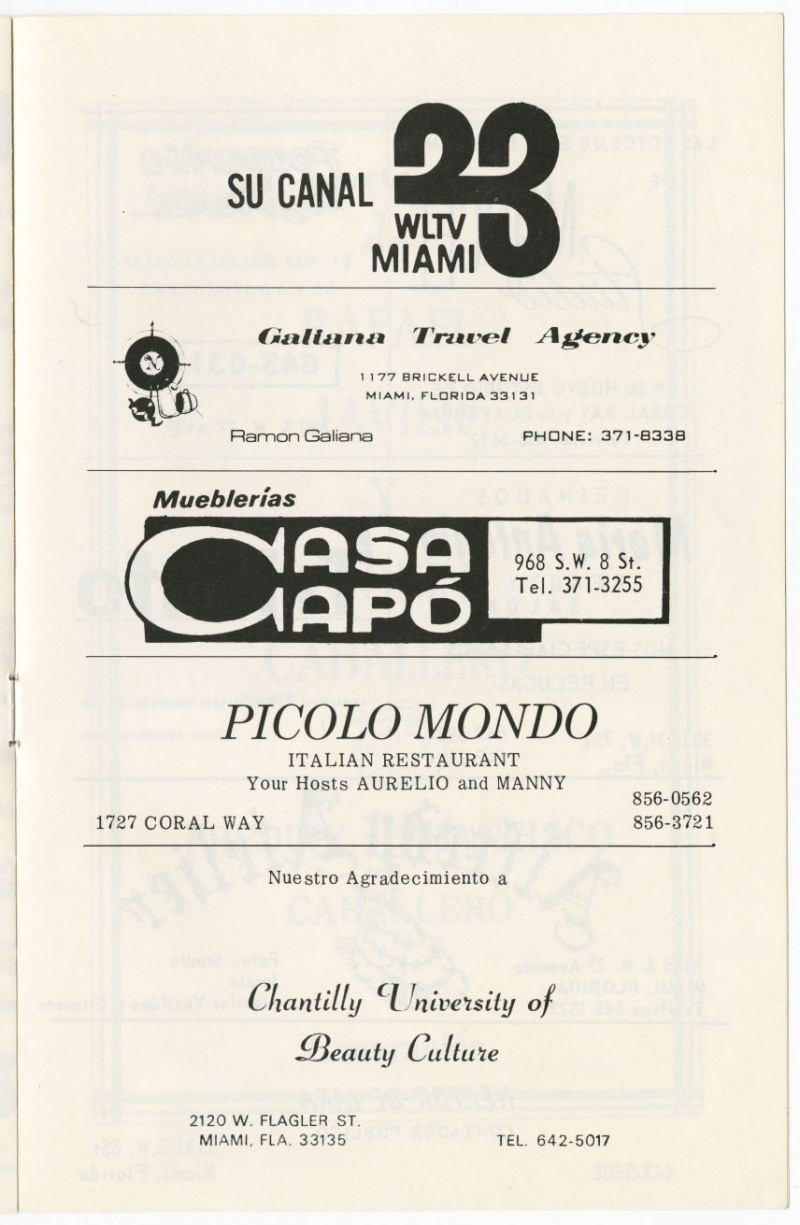 SU CANAL 23
WLTV
MIAMI
Galiana Travel Agency
1177 BRICKELL AVENUE
MIAMI, FLORIDA 33131
N
Ramon Galiana PHONE: 371-8338
Mueblerías
CASA
CAPÓ
968 S.W. 8 St.
Tel. 371-3255
PICOLO MONDO
ITALIAN RESTAURANT
Your Hosts AURELIO and MANNY
856-0562
1727 CORAL WAY 856-3721
Nuestro Agradecimiento a
Chantilly University of
Beauty Culture
2120 W. FLAGLER ST.
MIAMI, FLA. 33135 TEL. 642-5017